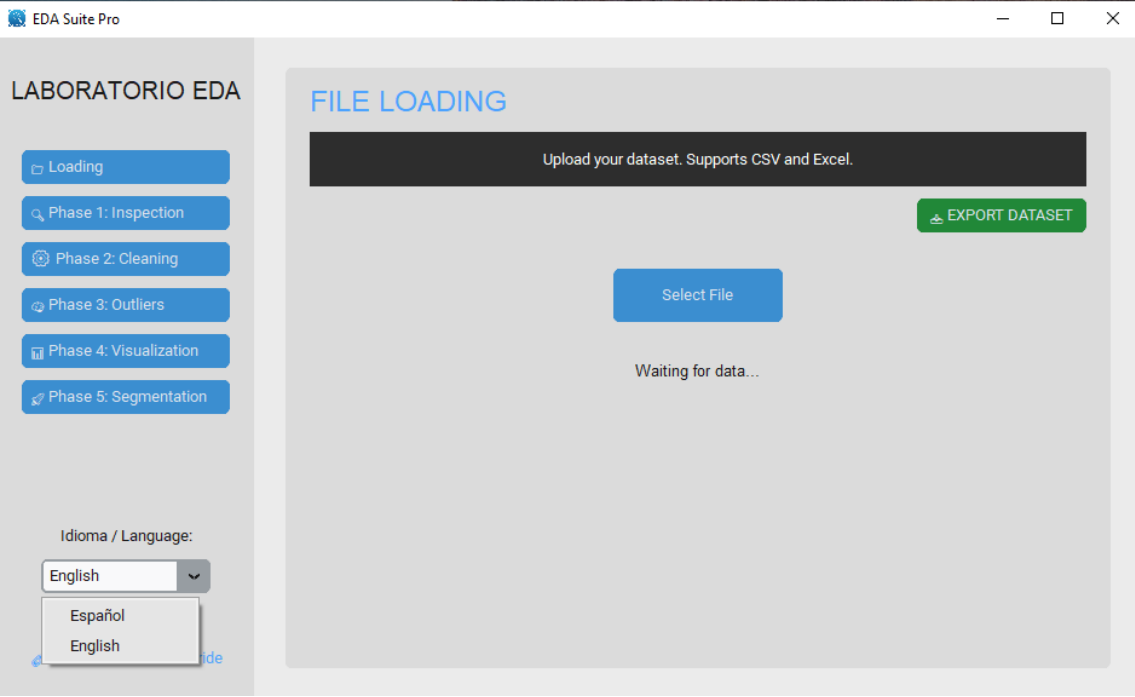 EDA Suite Pro
LABORATORIO EDA
Loading
Phase 1: Inspection
Phase 2: Cleaning
Phase 3: Outliers
Phase 4: Visualization
Phase 5: Segmentation
Idioma / Language:
English
Español
English
FILE LOADING
Upload your dataset. Supports CSV and Excel.
EXPORT DATASET
Select File
Waiting for data...